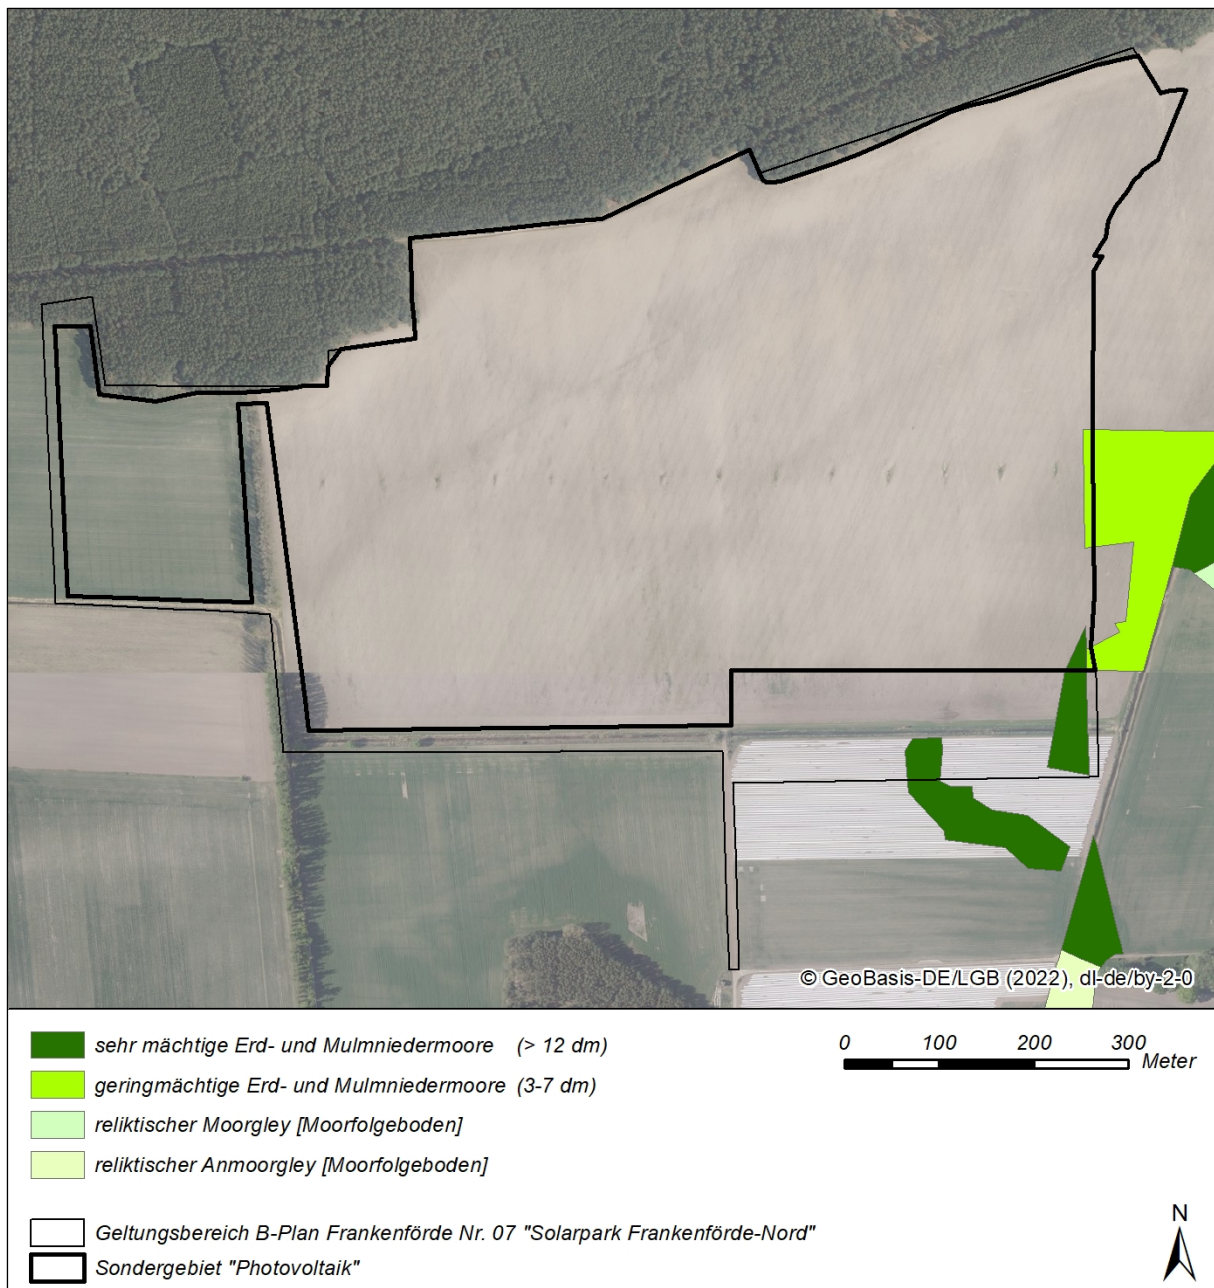 © GeoBasis-DE/LGB (2022), dl-de/by-2-0
sehr mächtige Erd- und Mulmniedermoore (> 12 dm)
geringmächtige Erd- und Mulmniedermoore (3-7 dm)
reliktischer Moorgley [Moorfolgeboden]
reliktischer Anmoorgley [Moorfolgeboden]
Geltungsbereich B-Plan Frankenförde Nr. 07 "Solarpark Frankenförde-Nord"
Sondergebiet "Photovoltaik"
0 100 200 300
Meter
N